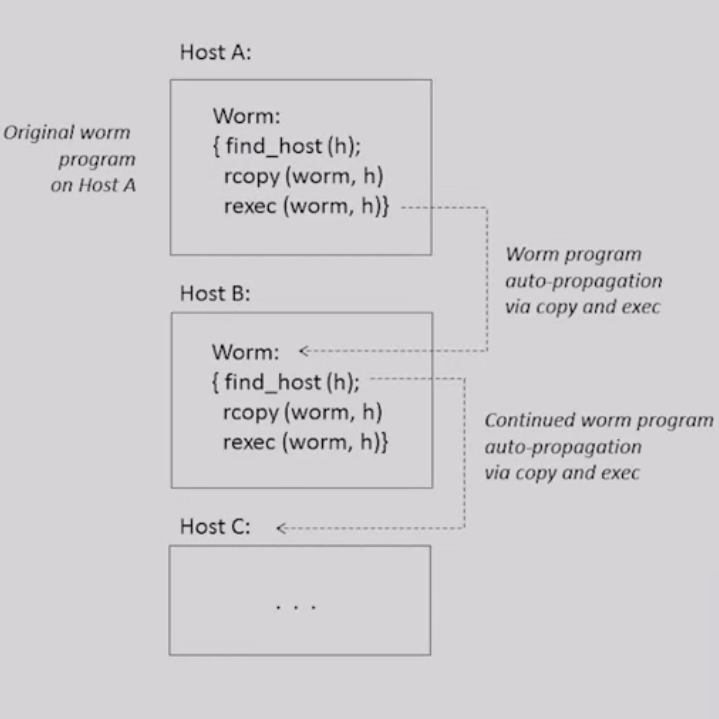 Host A:
Original worm
program
on Host A
Worm:
{ find_host (h);
rcopy (worm, h)
rexec (worm, h)}
Worm program
auto-propagation
via copy and exec
Host B:
Worm:
{ find_host (h);
rcopy (worm, h)
rexec (worm, h)}
Continued worm program
auto-propagation
via copy and exec
Host C:
. . .